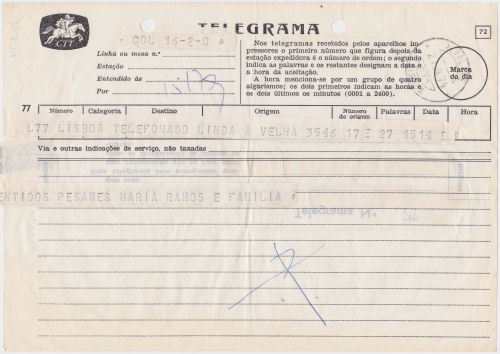 TELEGRAMA
72
CTT
COL 16-2-0
Linha ou mesa n.º
Estação
Entendido às
Por
Nos telegramas recebidos pelos aparelhos im-
pressores o primeiro número que figura depois da
estação expedidora é o número de ordem; o segundo
indica as palavras e os restantes designam a data e
a hora da aceitação.
A hora menciona-se por um grupo de quatro
algarismos; os dois primeiros indicam as horas e
os dois últimos os minutos (0001 a 2400).
Marca
do dia
77
Número Categoria Destino Origem Número de origem Palavras Data Hora
L77 LISBOA TELEFONADO LINDA A VELHA 3546 17 27 1514
Via e outras indicações de serviço, não taxadas
ENTIDOS PESAMES MARIA RAMOS E FAMILIA
Telegrama N.º